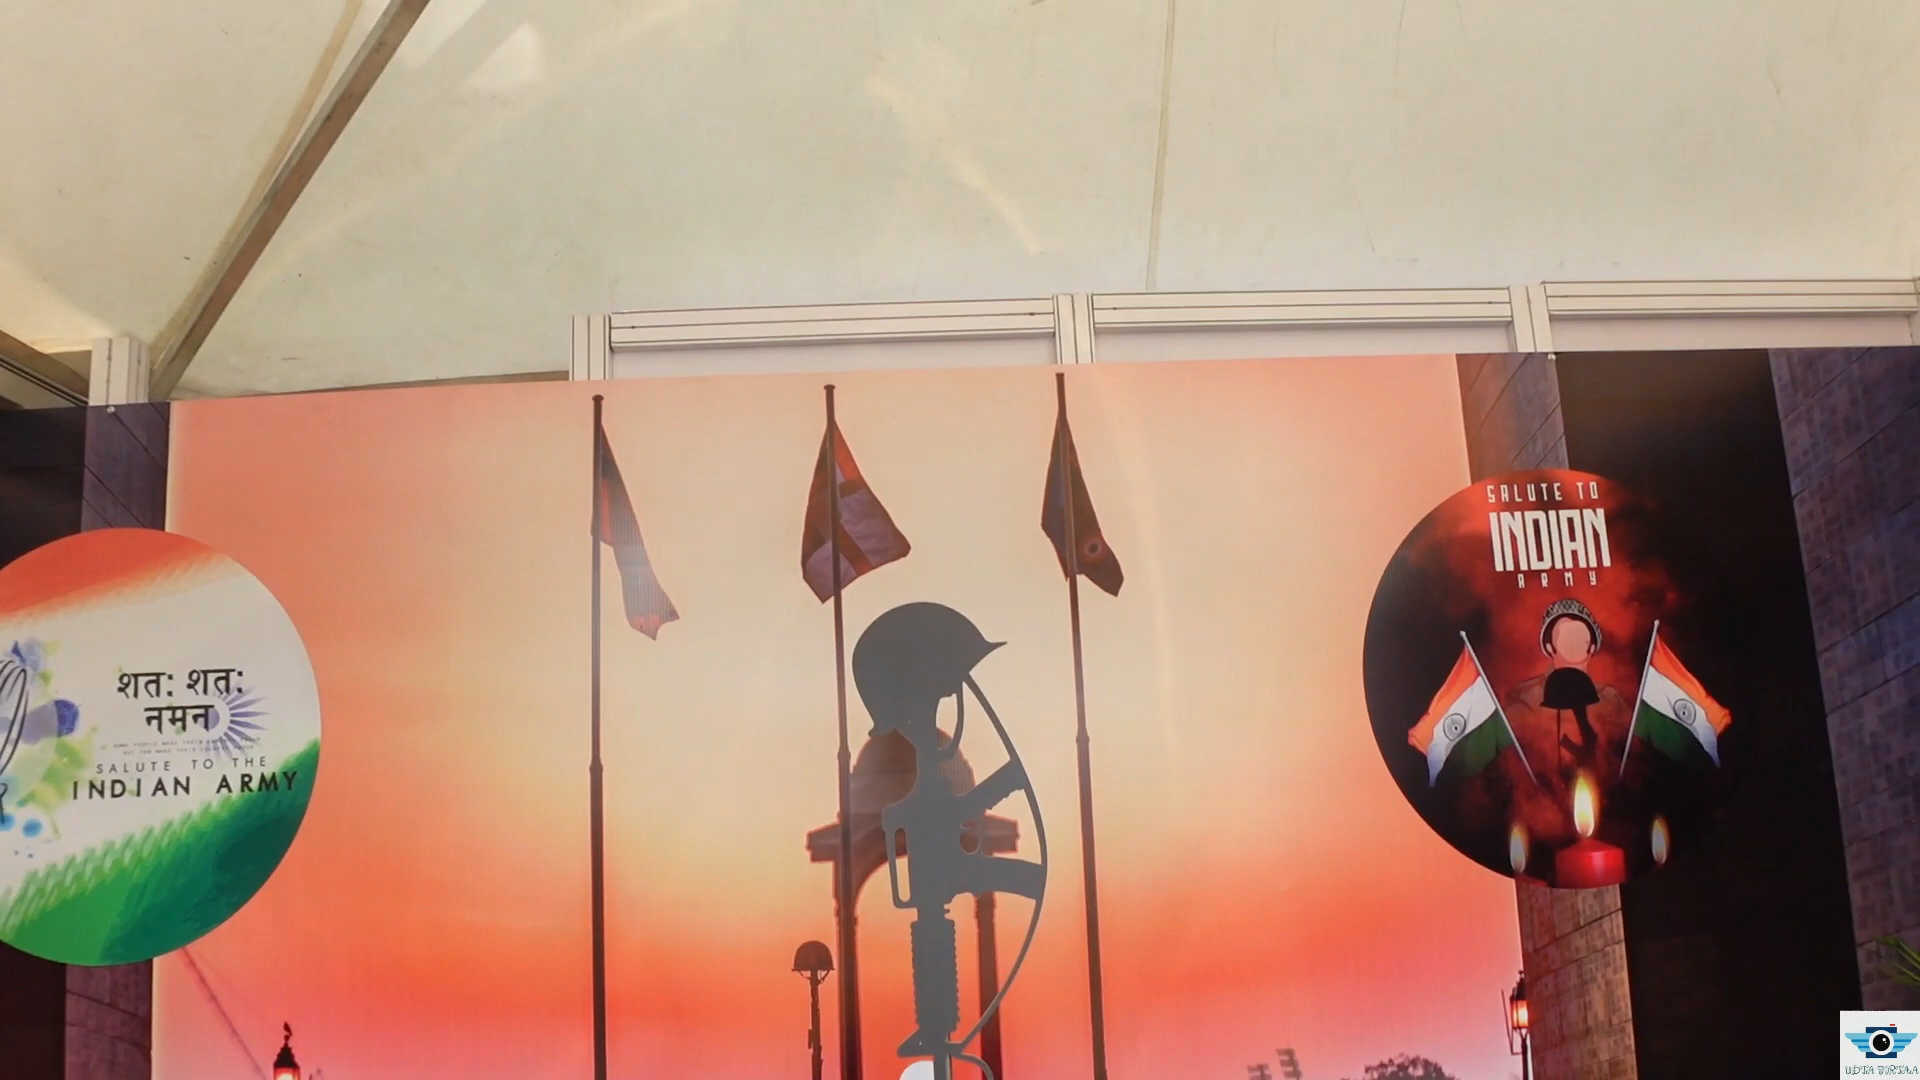 शत: शत:
नमन
SALUTE TO THE
INDIAN ARMY
SALUTE TO
INDIAN
ARMY